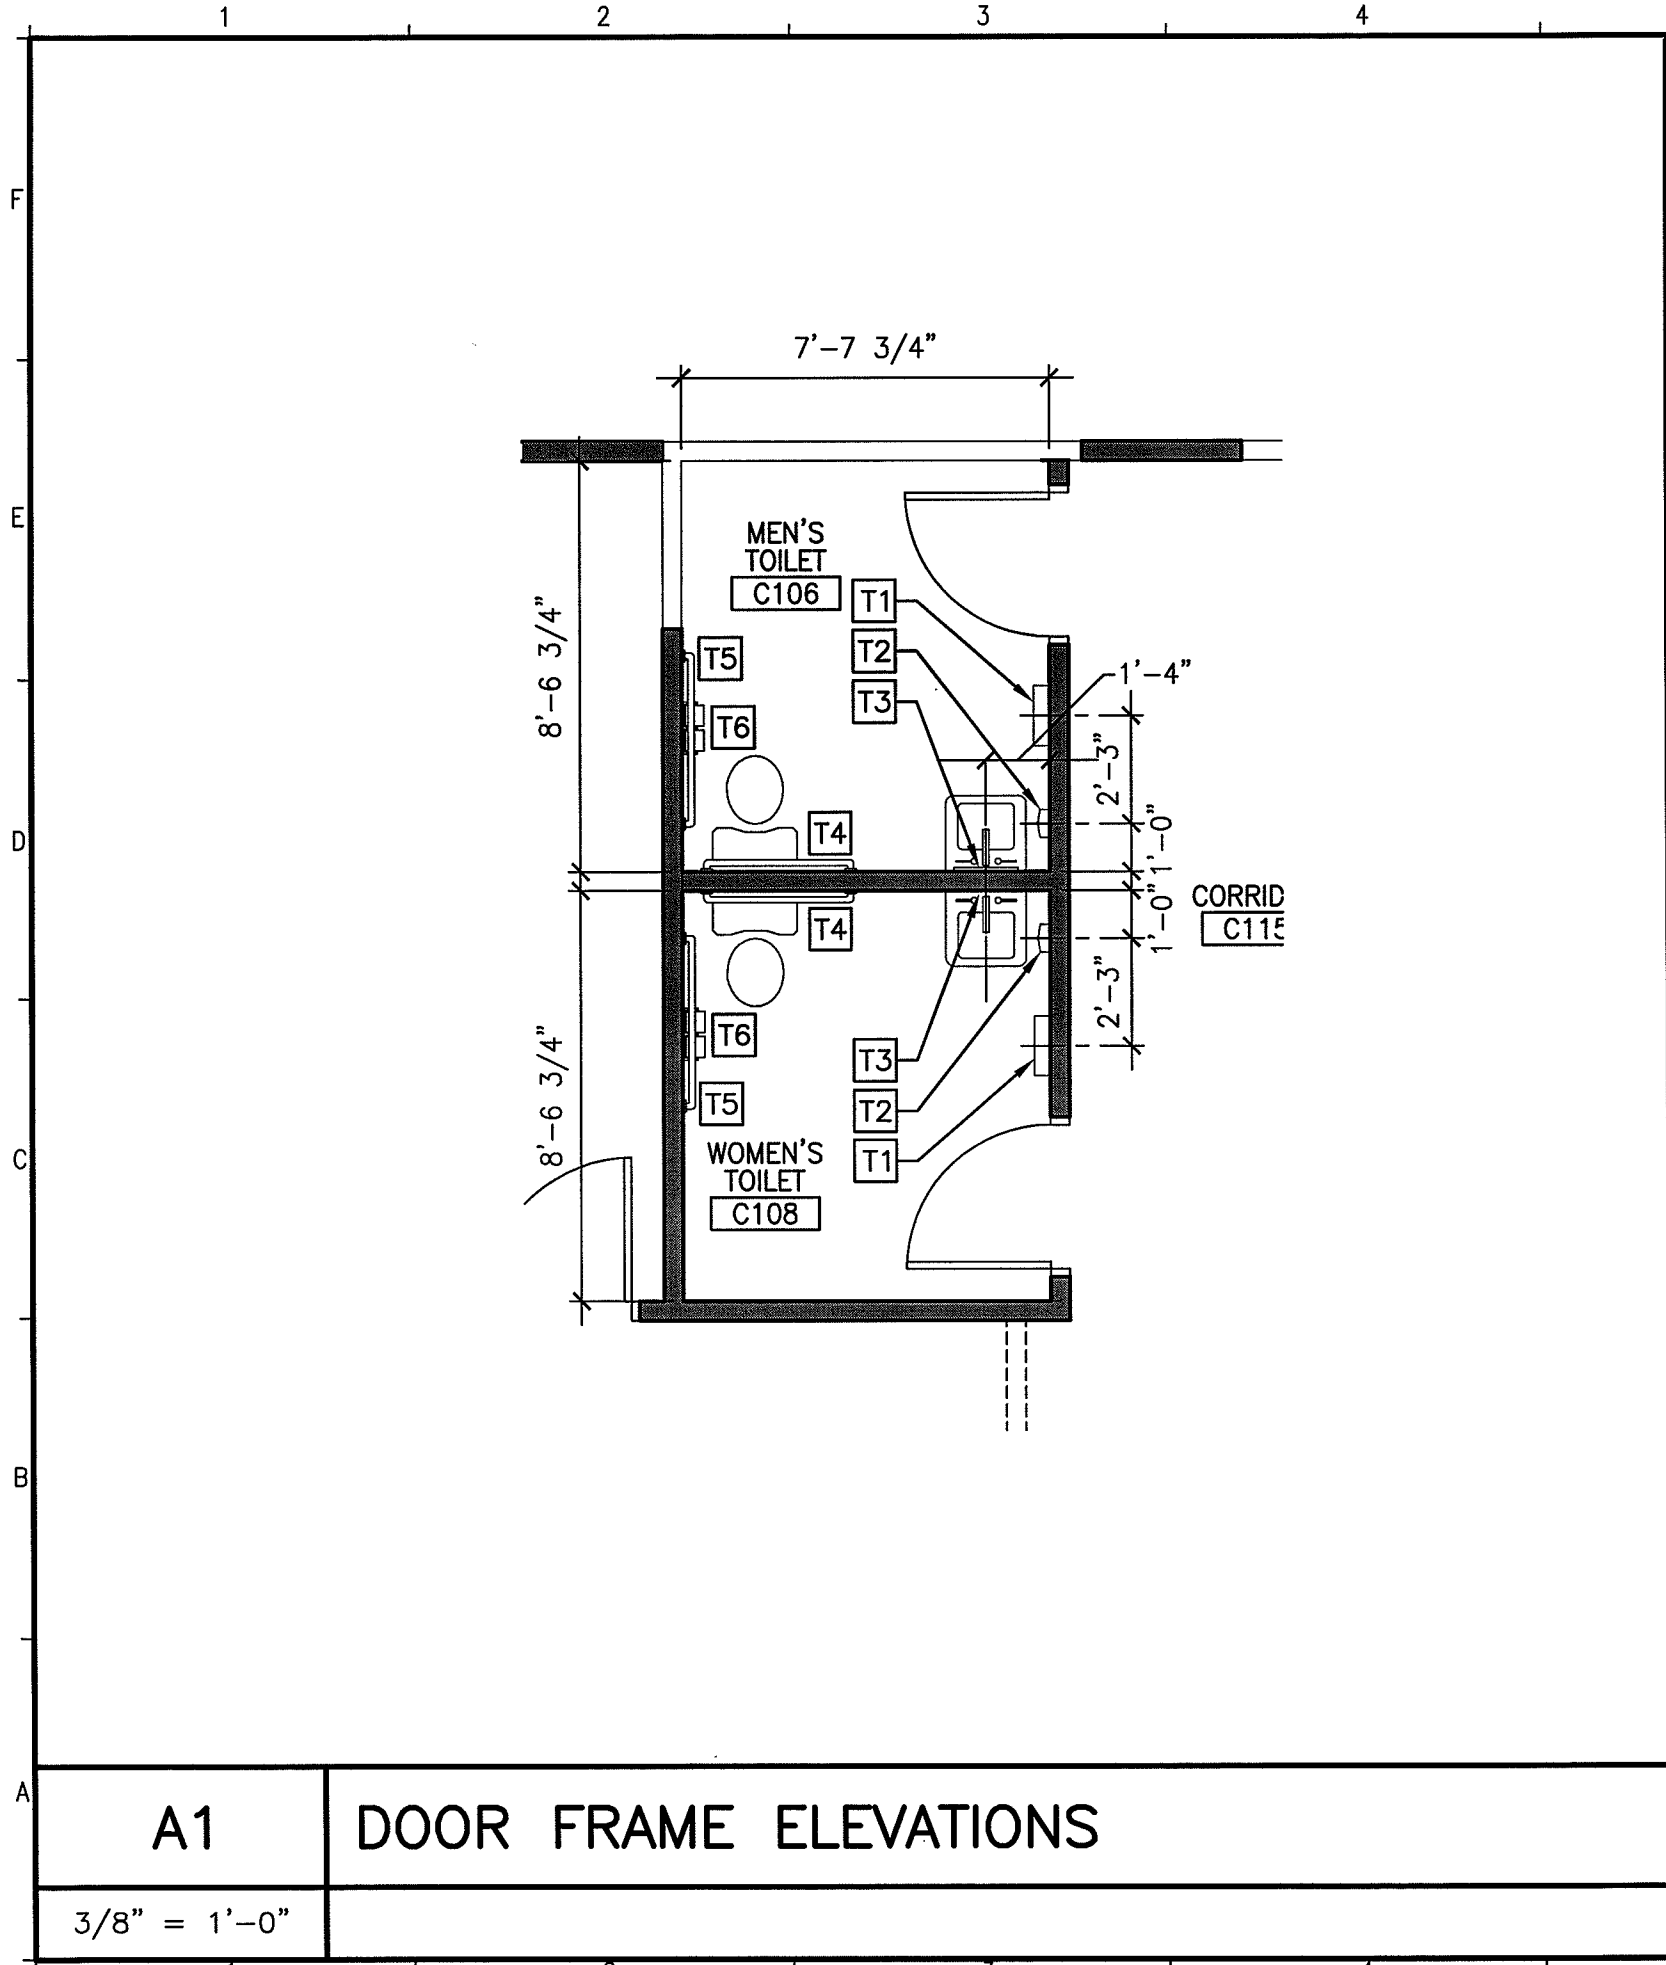 1 2 3 4
F
7'-7 3/4"
E
MEN'S
TOILET
C106
T1
8'-6 3/4"
T5
T2
1'-4"
T3
T6
2'-3"
T4
1'-0"
D
T4
1'-0"
CORRID
C115
2'-3"
T6
T3
8'-6 3/4"
T5
T2
C
WOMEN'S
TOILET
T1
C108
B
A
A1 DOOR FRAME ELEVATIONS
3/8" = 1'-0"